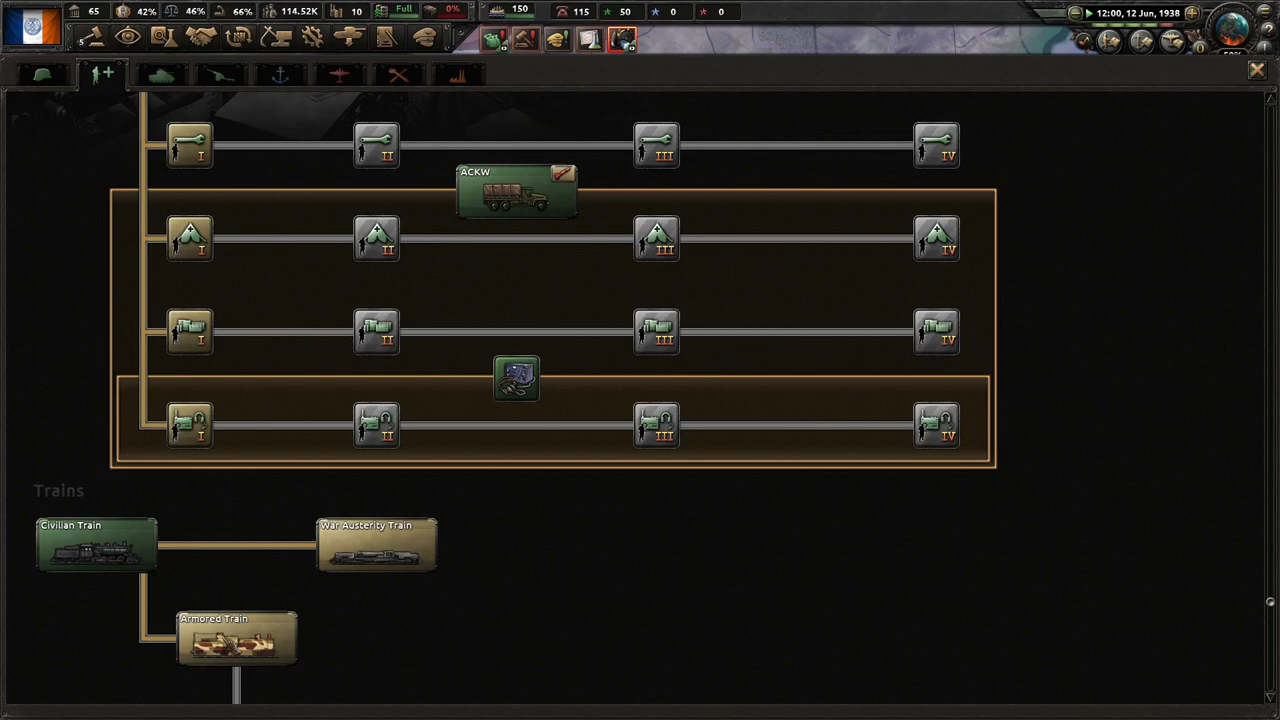 65 42% 46% 66% 114.52K 10 Full 0% 150 115 50 0 0 12:00, 12 Jun, 1938
5 0
I II III IV
ACKW
I II III IV
I II III IV
I II III IV
Trains
Civilian Train War Austerity Train
Armored Train